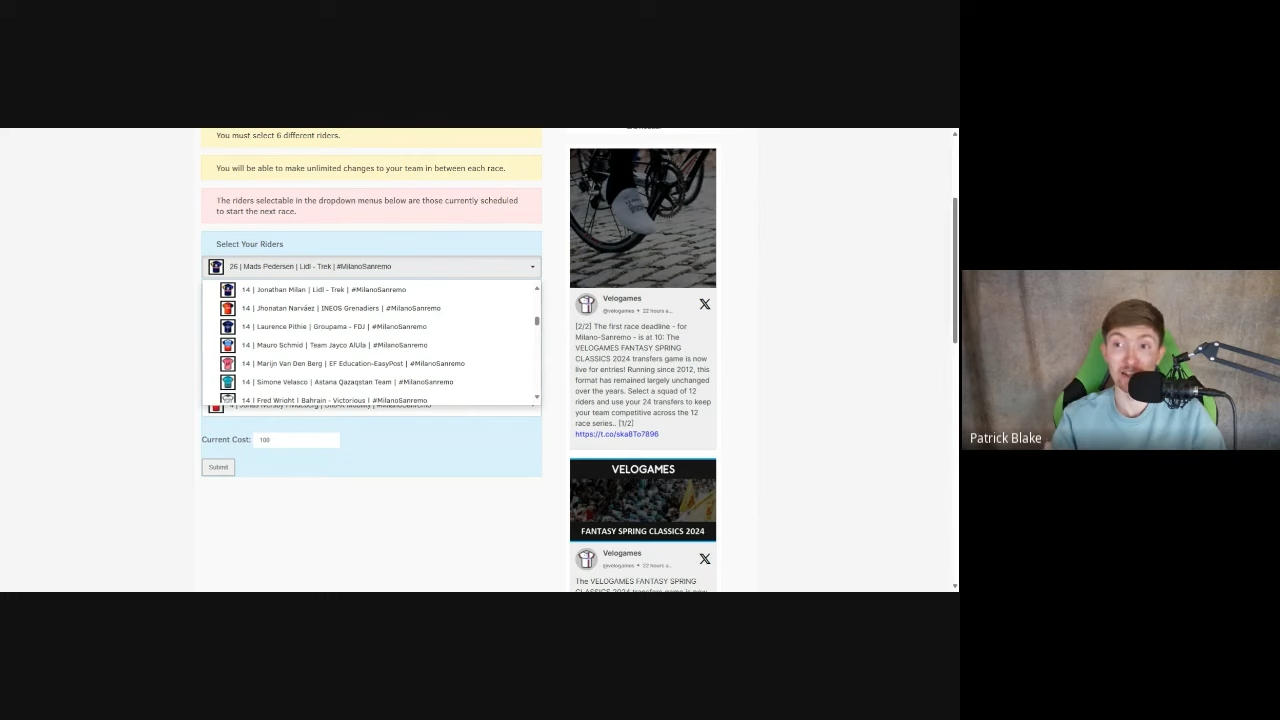 You must select 6 different riders.
You will be able to make unlimited changes to your team in between each race.
The riders selectable in the dropdown menus below are those currently scheduled
to start the next race.
Select Your Riders
26 | Mads Pedersen | Lidl - Trek | #MilanoSanremo
14 | Jonathan Milan | Lidl - Trek | #MilanoSanremo
14 | Jhonatan Narváez | INEOS Grenadiers | #MilanoSanremo
14 | Laurence Pithie | Groupama - FDJ | #MilanoSanremo
14 | Mauro Schmid | Team Jayco AlUla | #MilanoSanremo
14 | Marijn Van Den Berg | EF Education-EasyPost | #MilanoSanremo
14 | Simone Velasco | Astana Qazaqstan Team | #MilanoSanremo
14 | Fred Wright | Bahrain - Victorious | #MilanoSanremo
Current Cost: 100
Submit
Velogames
@velogames • 22 hours a...
[2/2] The first race deadline - for
Milano-Sanremo - is at 10: The
VELOGAMES FANTASY SPRING
CLASSICS 2024 transfers game is now
live for entries! Running since 2012, this
format has remained largely unchanged
over the years. Select a squad of 12
riders and use your 24 transfers to keep
your team competitive across the 12
race series.. [1/2]
https://t.co/ska8To7896
VELOGAMES
FANTASY SPRING CLASSICS 2024
Velogames
@velogames • 22 hours a...
The VELOGAMES FANTASY SPRING
CLASSICS 2024 transfers game is now
Patrick Blake